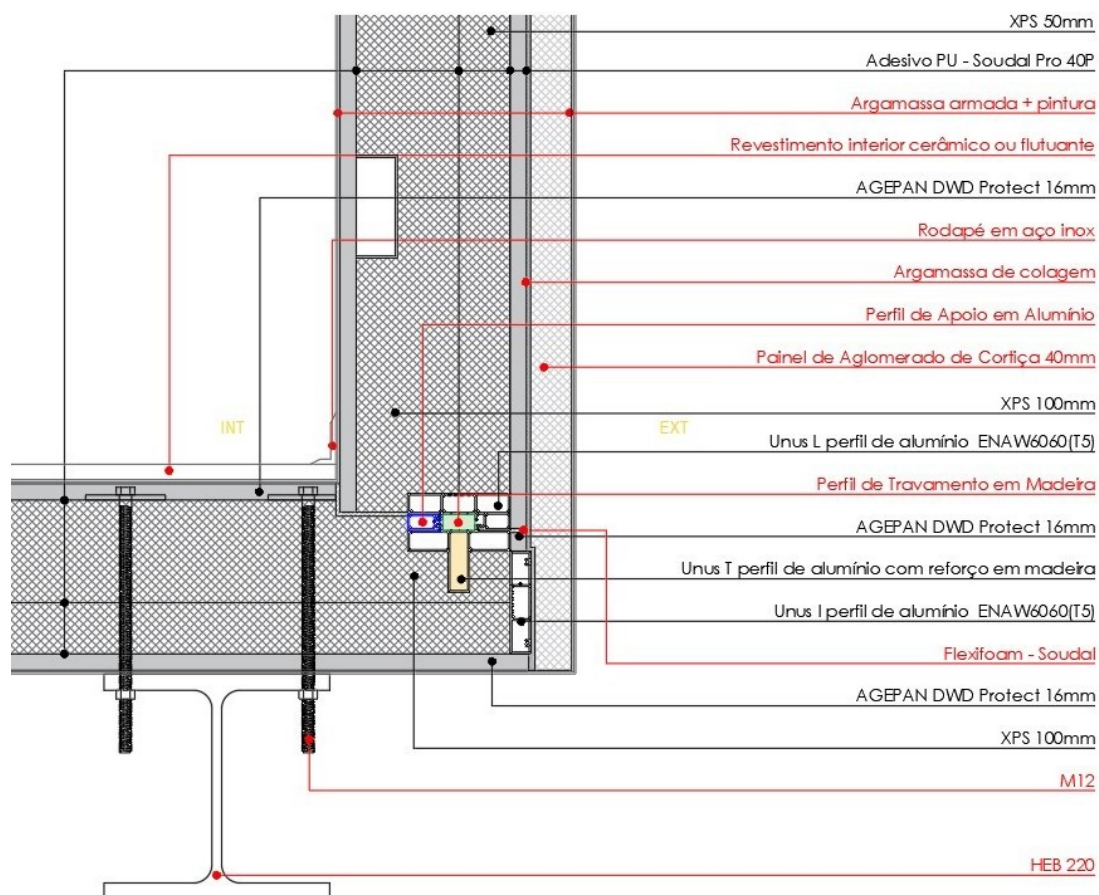 XPS 50mm
Adesivo PU - Soudal Pro 40P
Argamassa armada + pintura
Revestimento interior cerâmico ou flutuante
AGEPAN DWD Protect 16mm
Rodapé em aço inox
Argamassa de colagem
Perfil de Apoio em Alumínio
Painel de Aglomerado de Cortiça 40mm
XPS 100mm
INT
EXT
Unus L perfil de alumínio ENAW6060(T5)
Perfil de Travamento em Madeira
AGEPAN DWD Protect 16mm
Unus T perfil de alumínio com reforço em madeira
Unus I perfil de alumínio ENAW6060(T5)
Flexifoam - Soudal
AGEPAN DWD Protect 16mm
XPS 100mm
M12
HEB 220